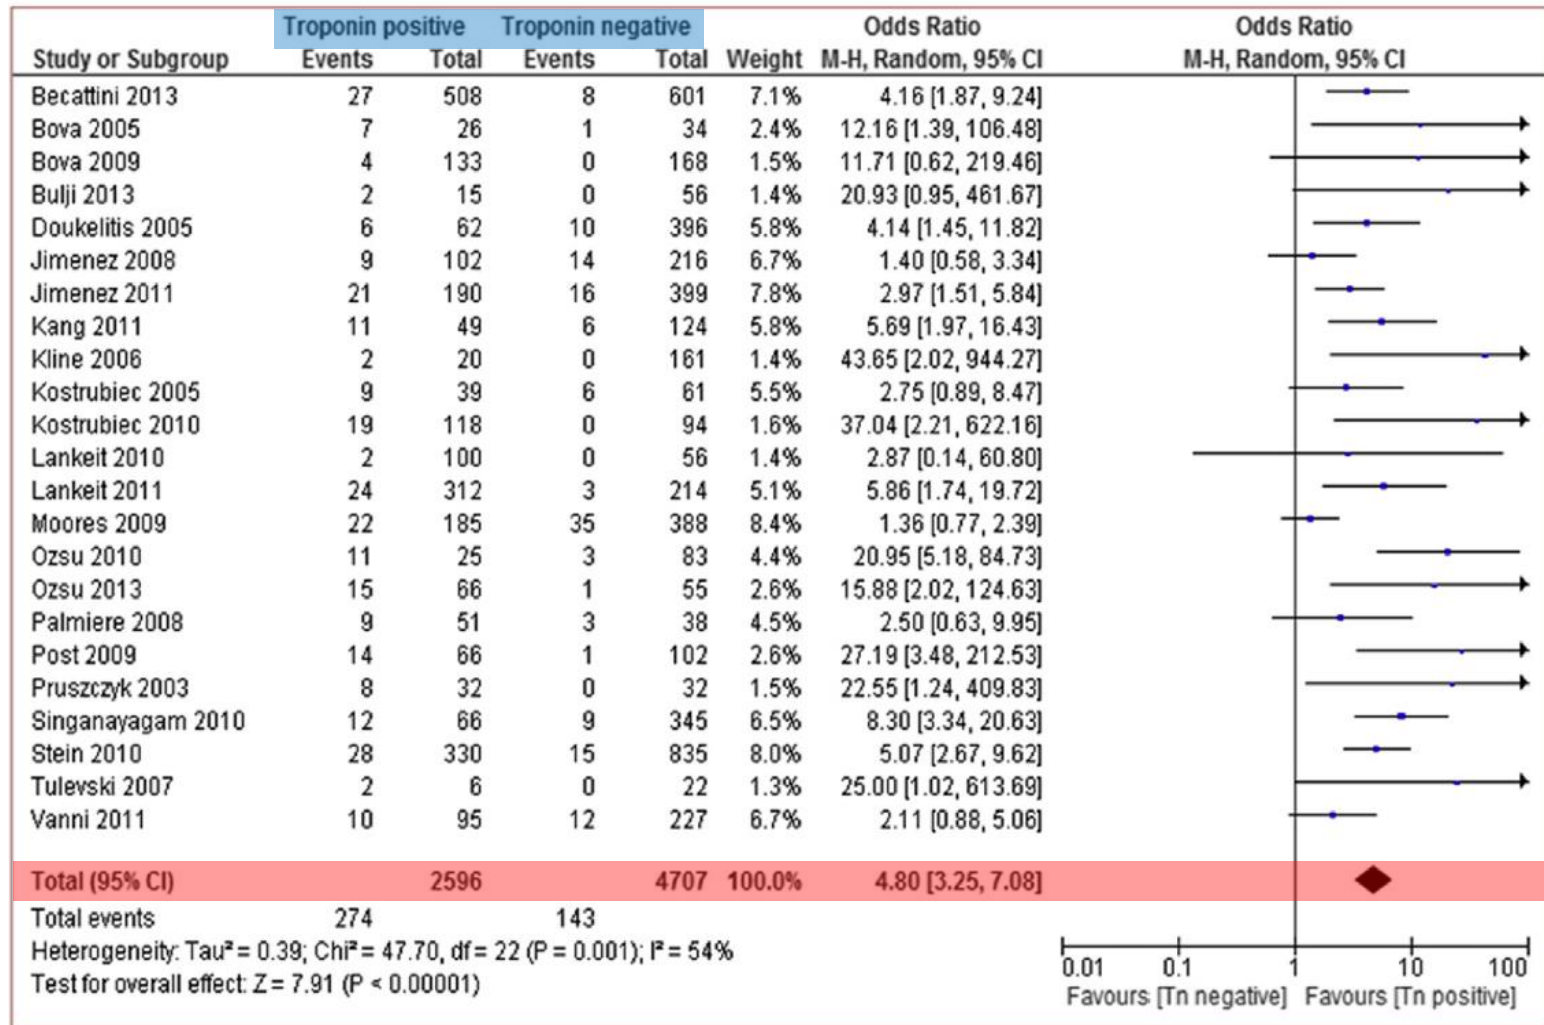 Troponin positive Troponin negative Odds Ratio Odds Ratio
Study or Subgroup Events Total Events Total Weight M-H, Random, 95% CI M-H, Random, 95% CI
Becattini 2013 27 508 8 601 7.1% 4.16 [1.87, 9.24]
Bova 2005 7 26 1 34 2.4% 12.16 [1.39, 106.48]
Bova 2009 4 133 0 168 1.5% 11.71 [0.62, 219.46]
Bulji 2013 2 15 0 56 1.4% 20.93 [0.95, 461.67]
Doukelitis 2005 6 62 10 396 5.8% 4.14 [1.45, 11.82]
Jimenez 2008 9 102 14 216 6.7% 1.40 [0.58, 3.34]
Jimenez 2011 21 190 16 399 7.8% 2.97 [1.51, 5.84]
Kang 2011 11 49 6 124 5.8% 5.69 [1.97, 16.43]
Kline 2006 2 20 0 161 1.4% 43.65 [2.02, 944.27]
Kostrubiec 2005 9 39 6 61 5.5% 2.75 [0.89, 8.47]
Kostrubiec 2010 19 118 0 94 1.6% 37.04 [2.21, 622.16]
Lankeit 2010 2 100 0 56 1.4% 2.87 [0.14, 60.80]
Lankeit 2011 24 312 3 214 5.1% 5.86 [1.74, 19.72]
Moores 2009 22 185 35 388 8.4% 1.36 [0.77, 2.39]
Ozsu 2010 11 25 3 83 4.4% 20.95 [5.18, 84.73]
Ozsu 2013 15 66 1 55 2.6% 15.88 [2.02, 124.63]
Palmiere 2008 9 51 3 38 4.5% 2.50 [0.63, 9.95]
Post 2009 14 66 1 102 2.6% 27.19 [3.48, 212.53]
Pruszczyk 2003 8 32 0 32 1.5% 22.55 [1.24, 409.83]
Singanayagam 2010 12 66 9 345 6.5% 8.30 [3.34, 20.63]
Stein 2010 28 330 15 835 8.0% 5.07 [2.67, 9.62]
Tulevski 2007 2 6 0 22 1.3% 25.00 [1.02, 613.69]
Vanni 2011 10 95 12 227 6.7% 2.11 [0.88, 5.06]
Total (95% CI) 2596 4707 100.0% 4.80 [3.25, 7.08]
Total events 274 143
Heterogeneity: Tau² = 0.39; Chi² = 47.70, df = 22 (P = 0.001); I² = 54%
Test for overall effect: Z = 7.91 (P < 0.00001)
0.01 0.1 1 10 100
Favours [Tn negative] Favours [Tn positive]